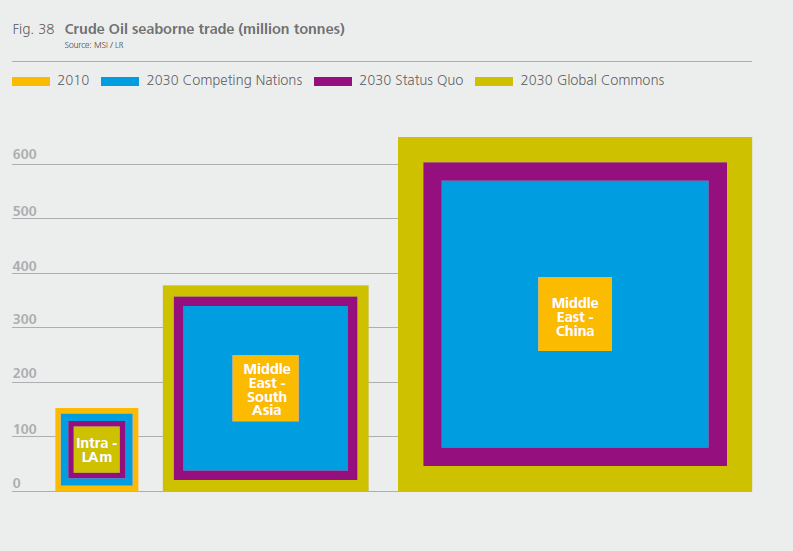 Fig. 38 Crude Oil seaborne trade (million tonnes)
Source: MSI / LR
2010 2030 Competing Nations 2030 Status Quo 2030 Global Commons
600
500
400
300
200
100
0
Intra -
LAm
Middle
East -
South
Asia
Middle
East -
China